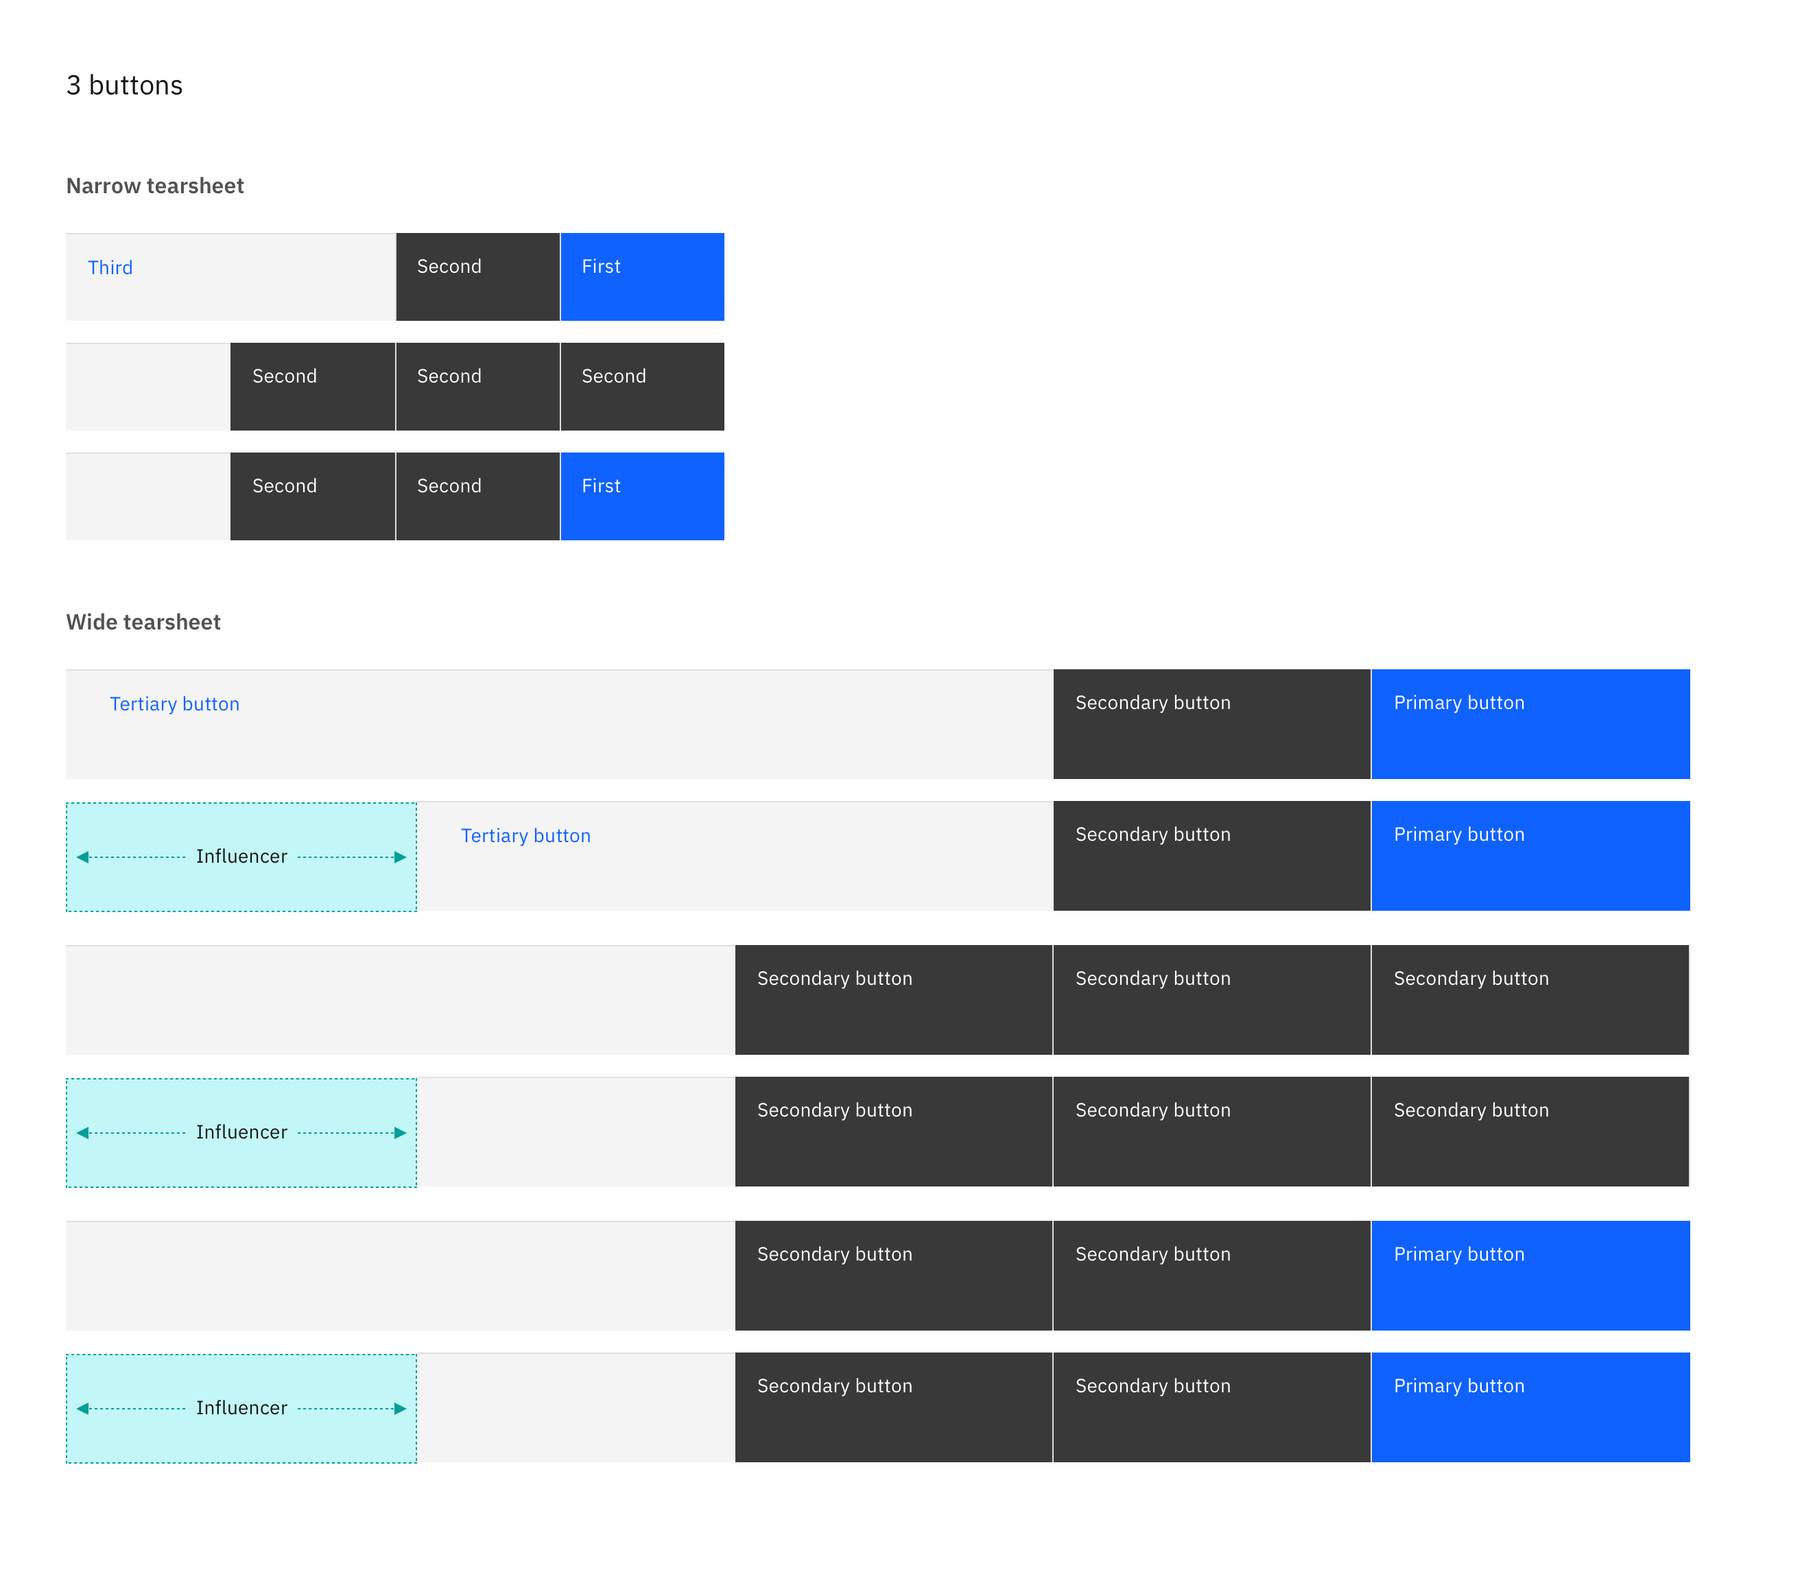 3 buttons
Narrow tearsheet
Third Second First
Second Second Second
Second Second First
Wide tearsheet
Tertiary button Secondary button Primary button
Influencer Tertiary button Secondary button Primary button
Secondary button Secondary button Secondary button
Influencer Secondary button Secondary button Secondary button
Secondary button Secondary button Primary button
Influencer Secondary button Secondary button Primary button